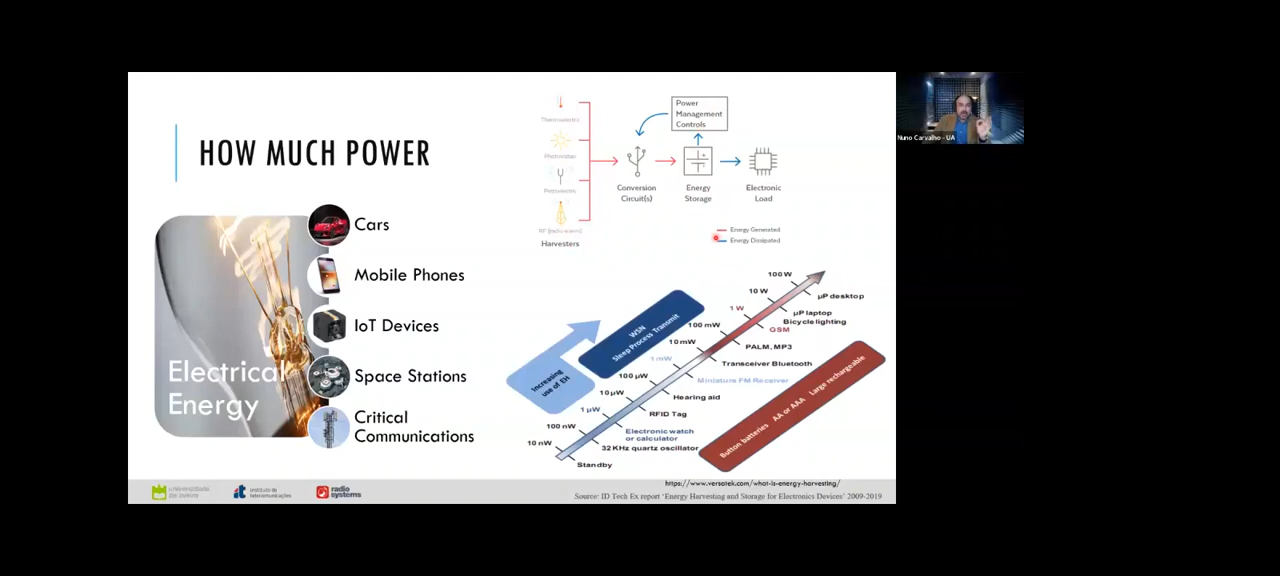 HOW MUCH POWER
Electrical
Energy
Cars
Mobile Phones
IoT Devices
Space Stations
Critical
Communications
Thermoelectric
Photovoltaic
Piezoelectric
RF (radio waves)
Harvesters
Power
Management
Controls
Conversion
Circuit(s)
Energy
Storage
Electronic
Load
Energy Generated
Energy Dissipated
Increasing
use of EH
WSN
Sleep Process Transmit
100 W
10 W
1 W
100 mW
10 mW
1 mW
100 µW
10 µW
1 µW
100 nW
10 nW
µP desktop
µP laptop
Bicycle lighting
GSM
PALM, MP3
Transceiver Bluetooth
Miniature FM Receiver
Hearing aid
RFID Tag
Electronic watch
or calculator
32 KHz quartz oscillator
Standby
Button batteries AA or AAA Large rechargeable
universidade
de aveiro
instituto de
telecomunicações
radio
systems
https://www.versatek.com/what-is-energy-harvesting/
Source: ID Tech Ex report 'Energy Harvesting and Storage for Electronics Devices' 2009-2019
Nuno Carvalho - UA